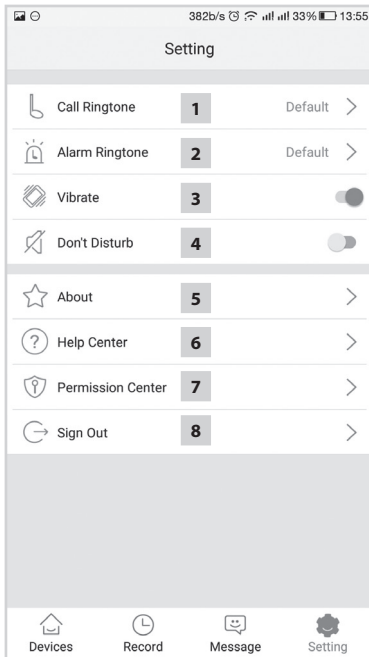 382b/s 33% 13:55
Setting
Call Ringtone 1 Default
Alarm Ringtone 2 Default
Vibrate 3
Don't Disturb 4
About 5
Help Center 6
Permission Center 7
Sign Out 8
Devices Record Message Setting